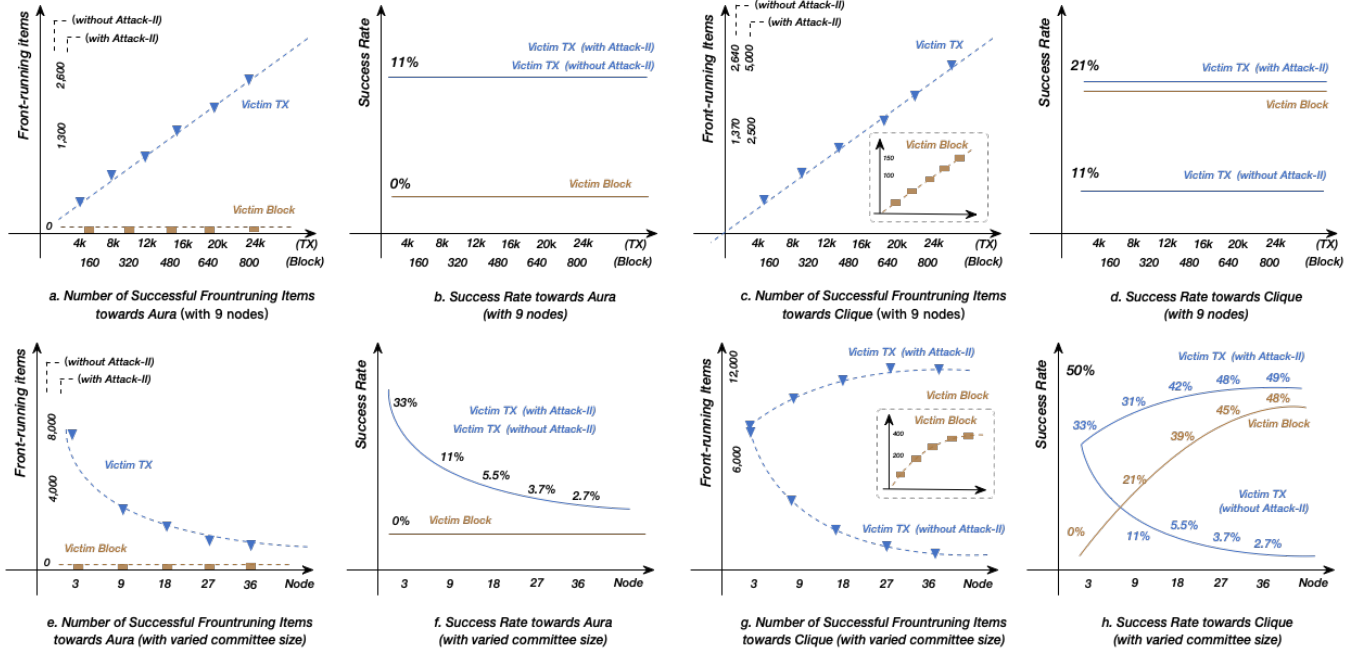 Front-running Items
(without Attack-II)
(with Attack-II)
2,600
1,300
0
Victim TX
Victim Block
4k 8k 12k 16k 20k 24k (TX)
160 320 480 640 800 (Block)
a. Number of Successful Frountruning Items
towards Aura (with 9 nodes)
Success Rate
11%
Victim TX (with Attack-II)
Victim TX (without Attack-II)
0%
Victim Block
4k 8k 12k 16k 20k 24k (TX)
160 320 480 640 800 (Block)
b. Success Rate towards Aura
(with 9 nodes)
Front-running Items
(without Attack-II)
(with Attack-II)
2,640 5,000
1,370 2,500
Victim TX
Victim Block
150
100
4k 8k 12k 16k 20k 24k (TX)
160 320 480 640 800 (Block)
c. Number of Successful Frountruning Items
towards Clique (with 9 nodes)
Success Rate
21%
Victim TX (with Attack-II)
Victim Block
11%
Victim TX (without Attack-II)
4k 8k 12k 16k 20k 24k (TX)
160 320 480 640 800 (Block)
d. Success Rate towards Clique
(with 9 nodes)
Front-running Items
(without Attack-II)
(with Attack-II)
8,000
4,000
0
Victim TX
Victim Block
3 9 18 27 36 Node
e. Number of Successful Frountruning Items
towards Aura (with varied committee size)
Success Rate
33%
Victim TX (with Attack-II)
Victim TX (without Attack-II)
11% 5.5% 3.7% 2.7%
0%
Victim Block
3 9 18 27 36 Node
f. Success Rate towards Aura
(with varied committee size)
Front-running Items
12,000
6,000
Victim TX (with Attack-II)
Victim Block
Victim Block
400
200
Victim TX (without Attack-II)
3 9 18 27 36 Node
g. Number of Successful Frountruning Items
towards Clique (with varied committee size)
Success Rate
50%
Victim TX (with Attack-II)
33% 31% 42% 48% 49%
0% 21% 39% 45% 48%
Victim Block
Victim TX
(without Attack-II)
11% 5.5% 3.7% 2.7%
3 9 18 27 36 Node
h. Success Rate towards Clique
(with varied committee size)